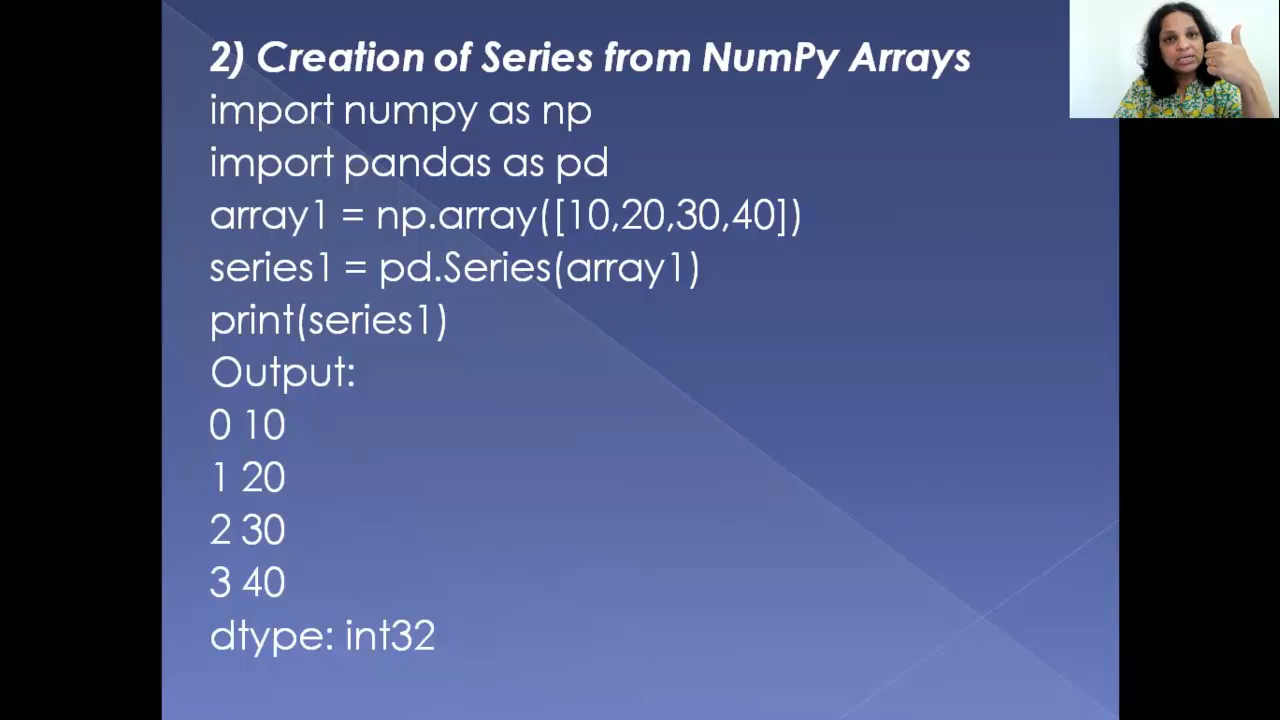 2) Creation of Series from NumPy Arrays
import numpy as np
import pandas as pd
array1 = np.array([10,20,30,40])
series1 = pd.Series(array1)
print(series1)
Output:
0 10
1 20
2 30
3 40
dtype: int32